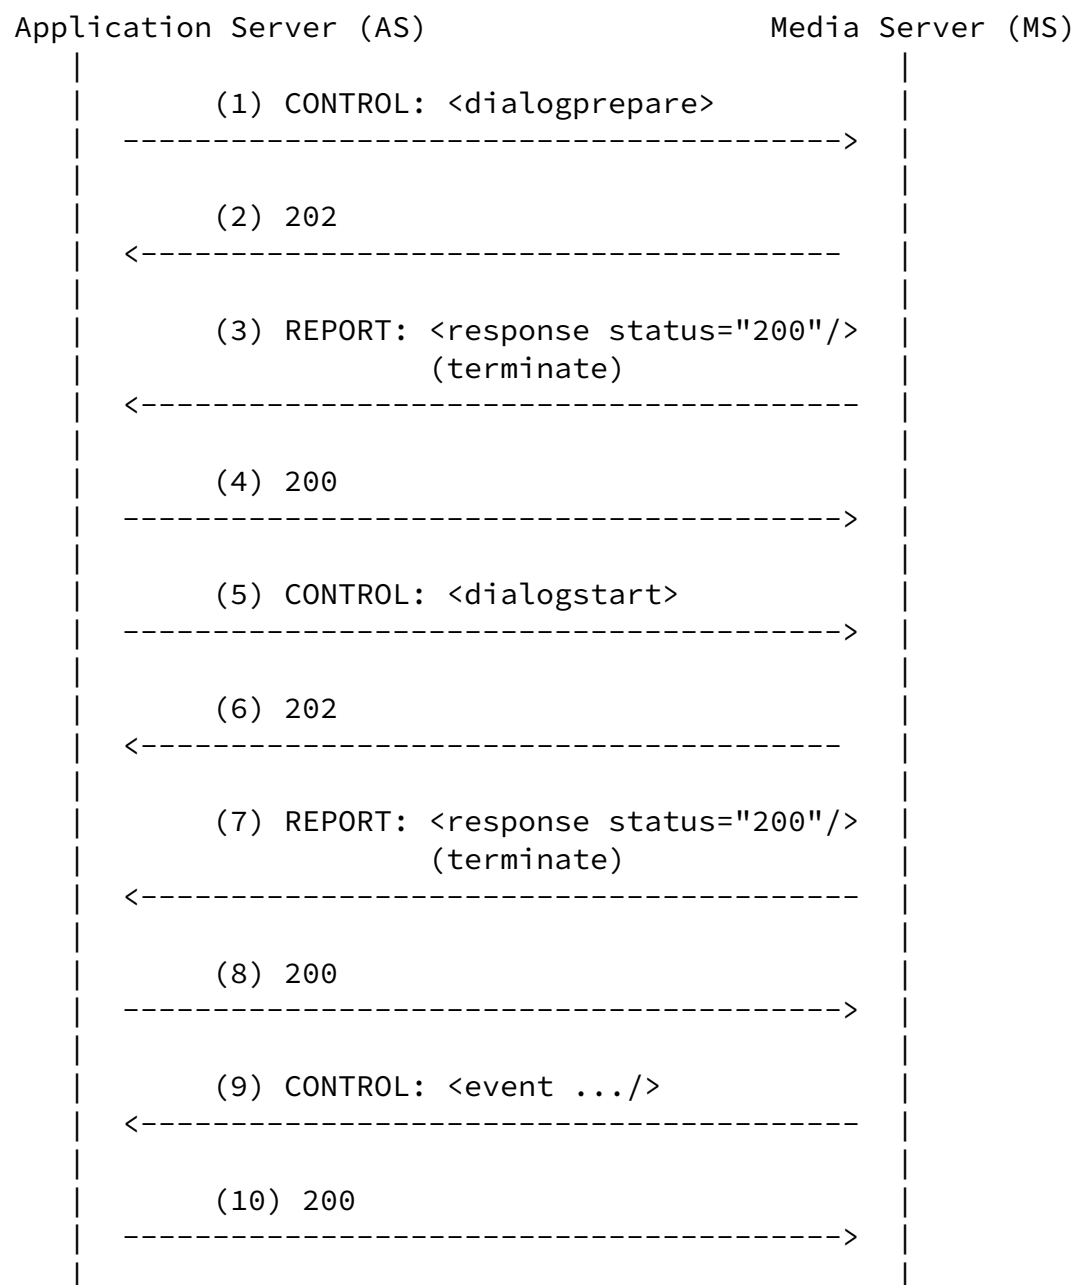 Application Server (AS) Media Server (MS)
(1) CONTROL: <dialogprepare>
(2) 202
(3) REPORT: <response status="200"/>
(terminate)
(4) 200
(5) CONTROL: <dialogstart>
(6) 202
(7) REPORT: <response status="200"/>
(terminate)
(8) 200
(9) CONTROL: <event .../>
(10) 200